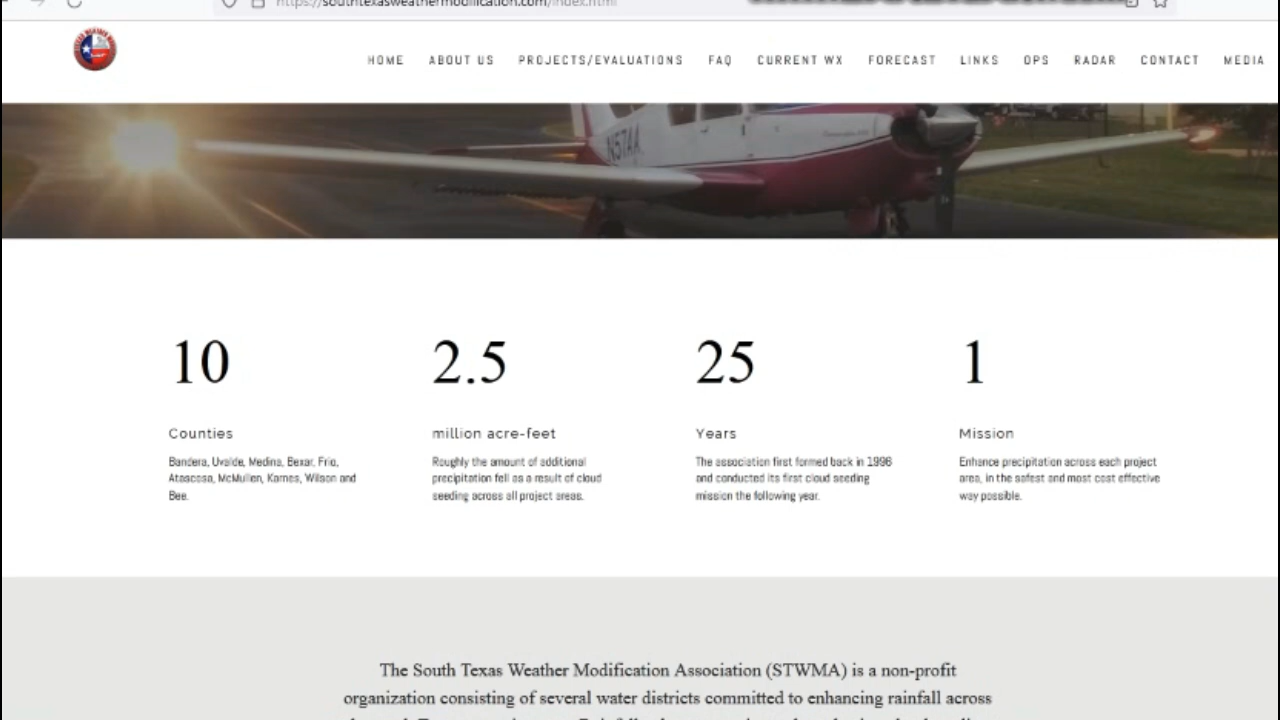 https://southtexasweathermodification.com/index.html
HOME ABOUT US PROJECTS/EVALUATIONS FAQ CURRENT WX FORECAST LINKS OPS RADAR CONTACT MEDIA
N57AA
10 2.5 25 1
Counties million acre-feet Years Mission
Bandera, Uvalde, Medina, Bexar, Frio, Roughly the amount of additional The association first formed back in 1996 Enhance precipitation across each project
Atascosa, McMullen, Karnes, Wilson and precipitation fell as a result of cloud and conducted its first cloud seeding area, in the safest and most cost effective
Bee. seeding across all project areas. mission the following year. way possible.
The South Texas Weather Modification Association (STWMA) is a non-profit
organization consisting of several water districts committed to enhancing rainfall across